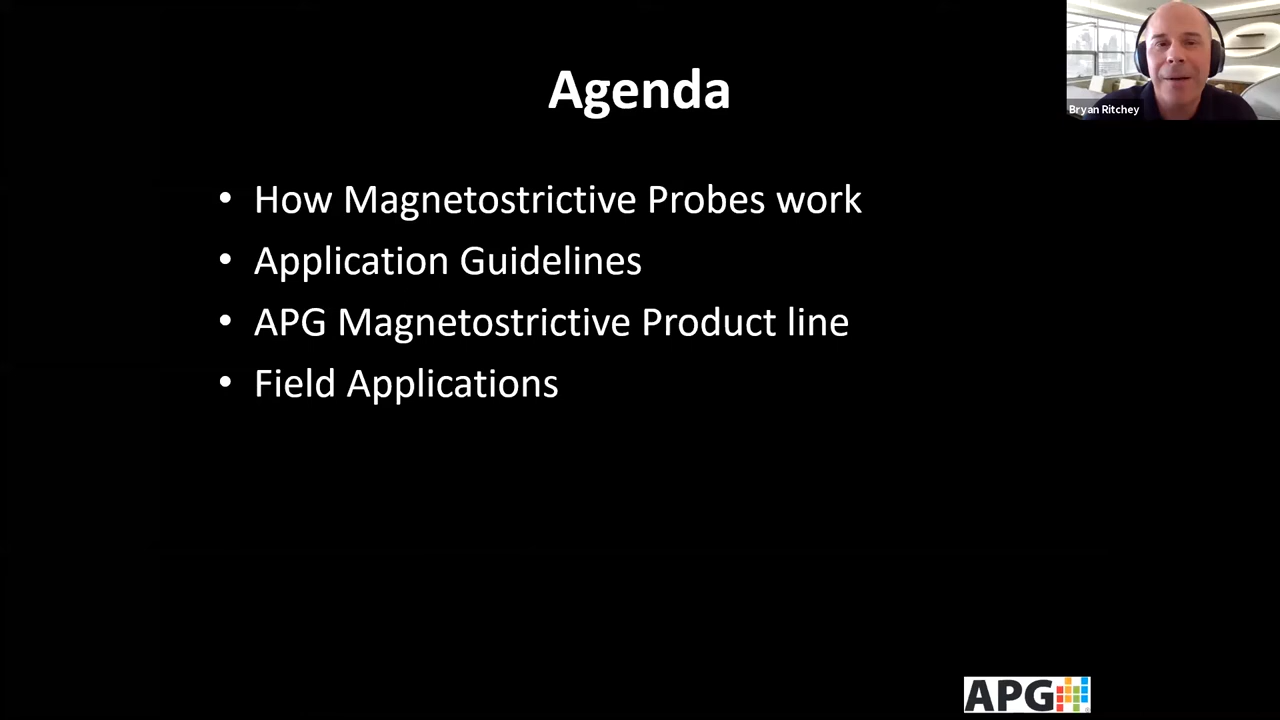 Agenda
Bryan Ritchey
• How Magnetostrictive Probes work
• Application Guidelines
• APG Magnetostrictive Product line
• Field Applications
APG